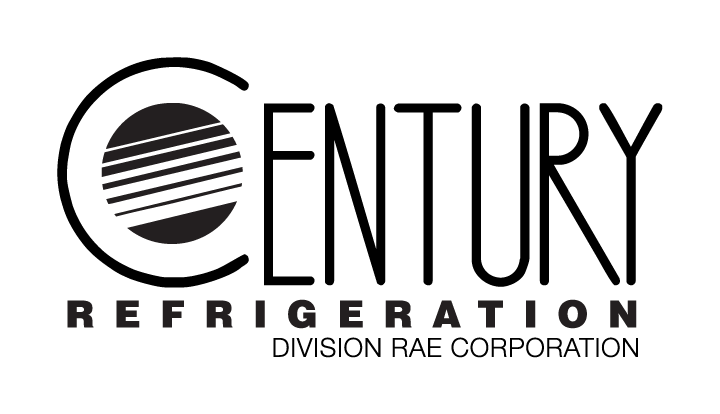 CENTURY
REFRIGERATION
DIVISION RAE CORPORATION